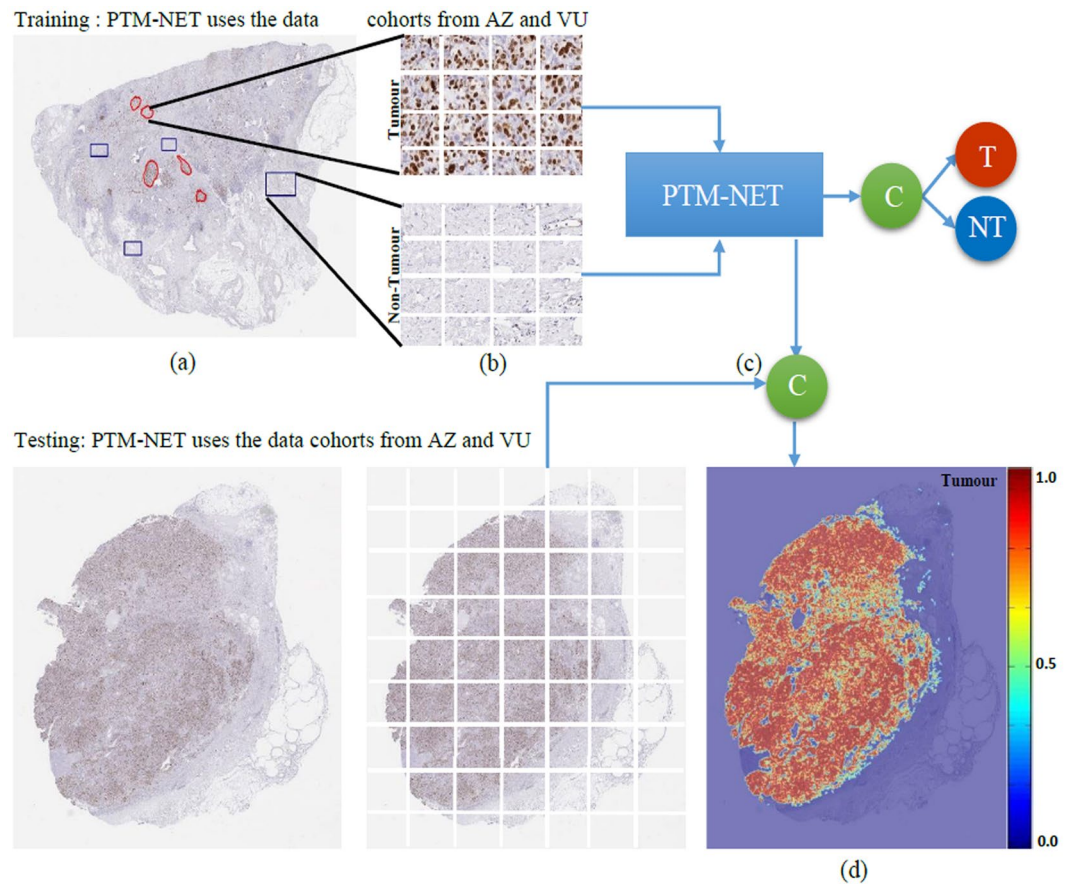 Training : PTM-NET uses the data cohorts from AZ and VU
Tumour
Non-Tumour
PTM-NET
C
T
NT
(a)
(b)
(c)
C
Testing: PTM-NET uses the data cohorts from AZ and VU
Tumour
1.0
0.5
0.0
(d)